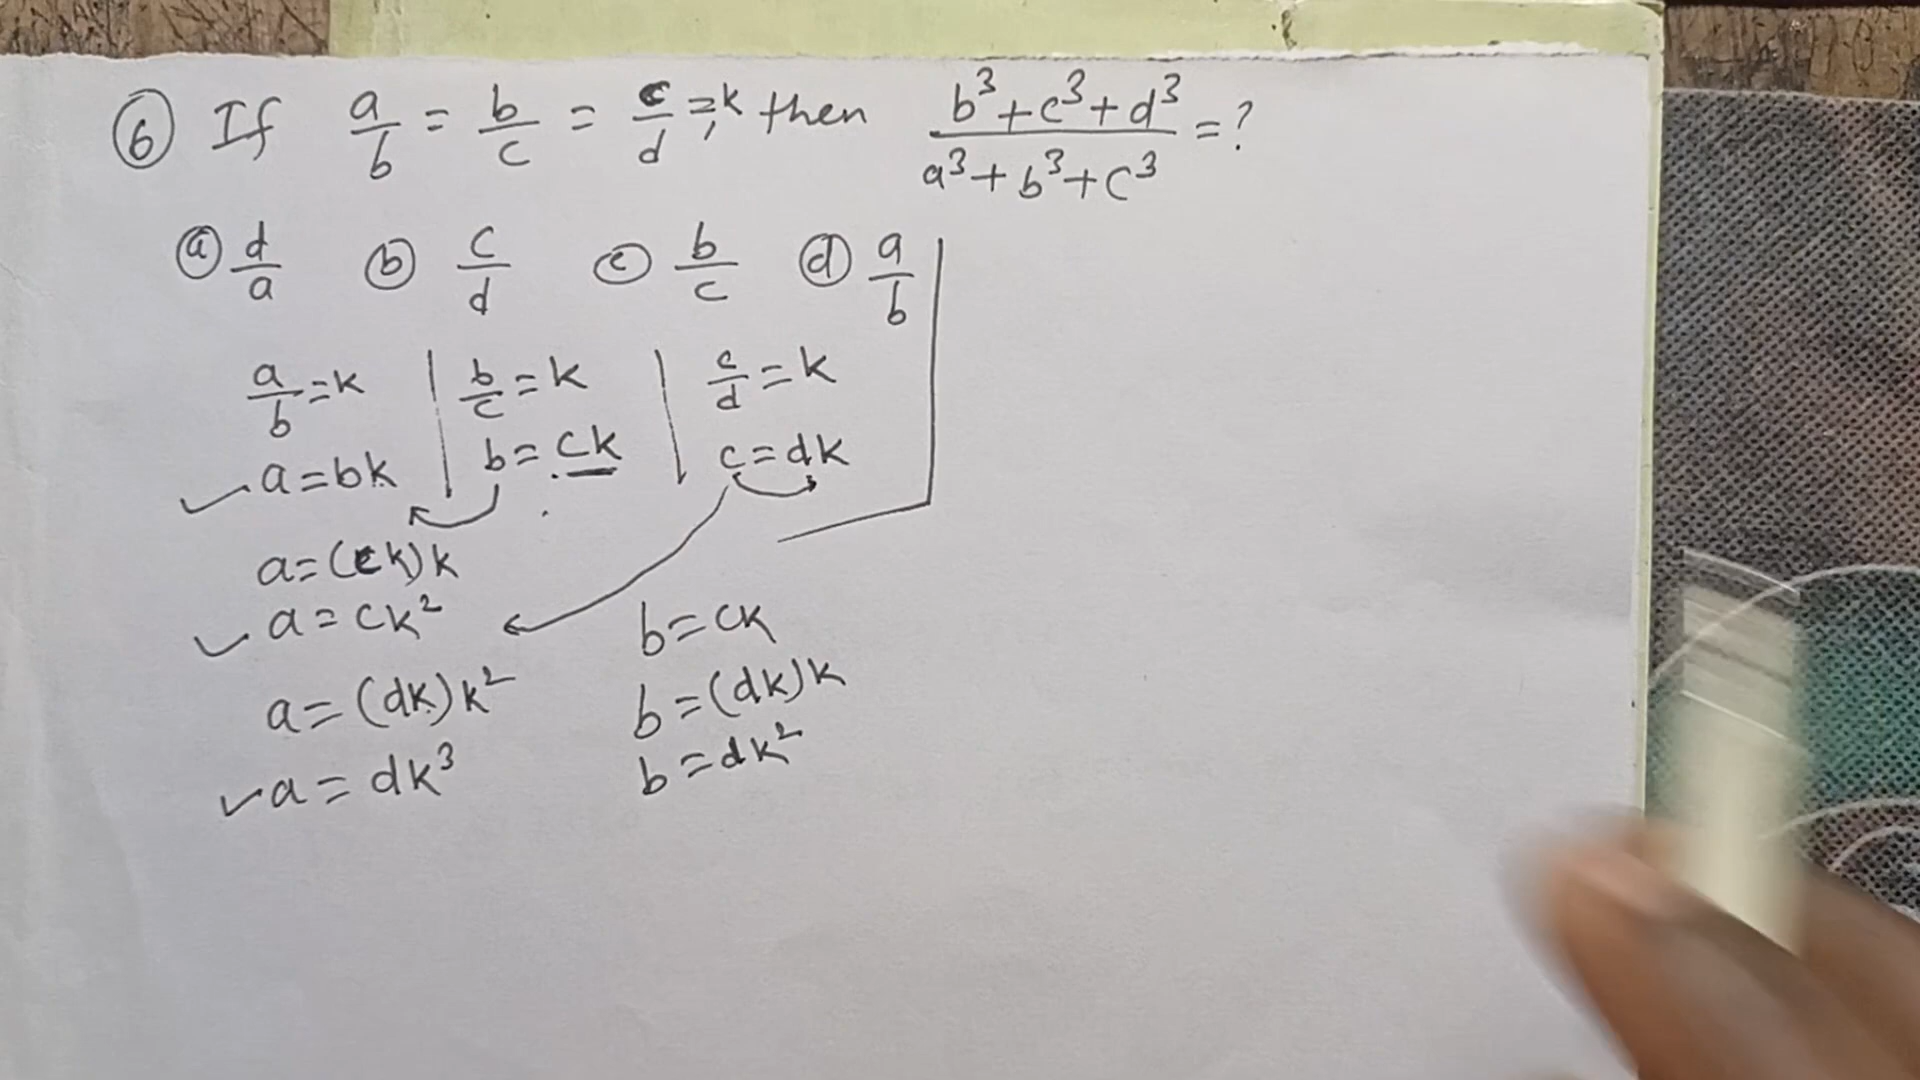 ⑥ If a/b = b/c = c/d = k, then (b³+c³+d³)/(a³+b³+c³) = ?
ⓐ d/a ⓑ c/d ⓒ b/c ⓓ a/b
a/b = k | b/c = k | c/d = k
✓ a = bk | b = ck | c = dk
a = (ck)k
✓ a = ck²
a = (dk)k²
✓ a = dk³
b = ck
b = (dk)k
b = dk²